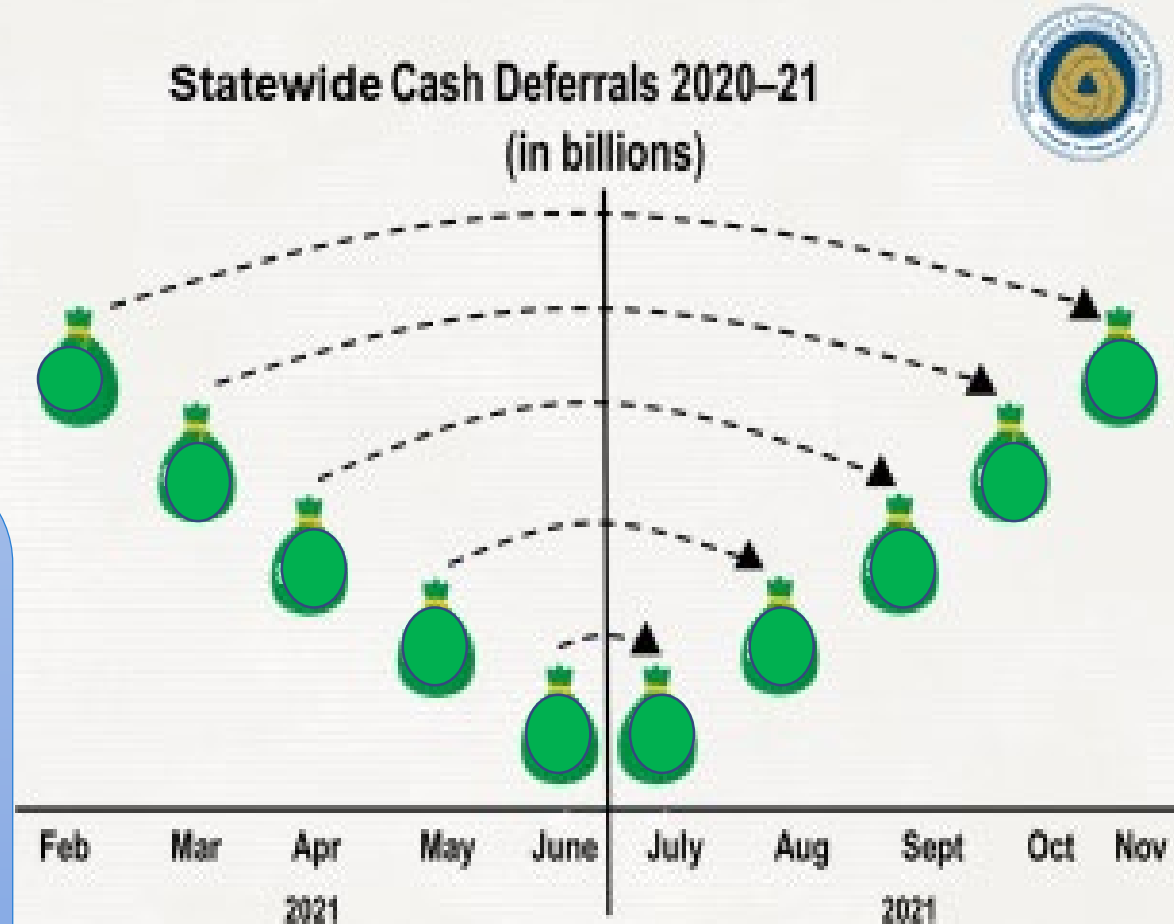 Statewide Cash Deferrals 2020–21
(in billions)
Feb Mar Apr May June July Aug Sept Oct Nov
2021 2021